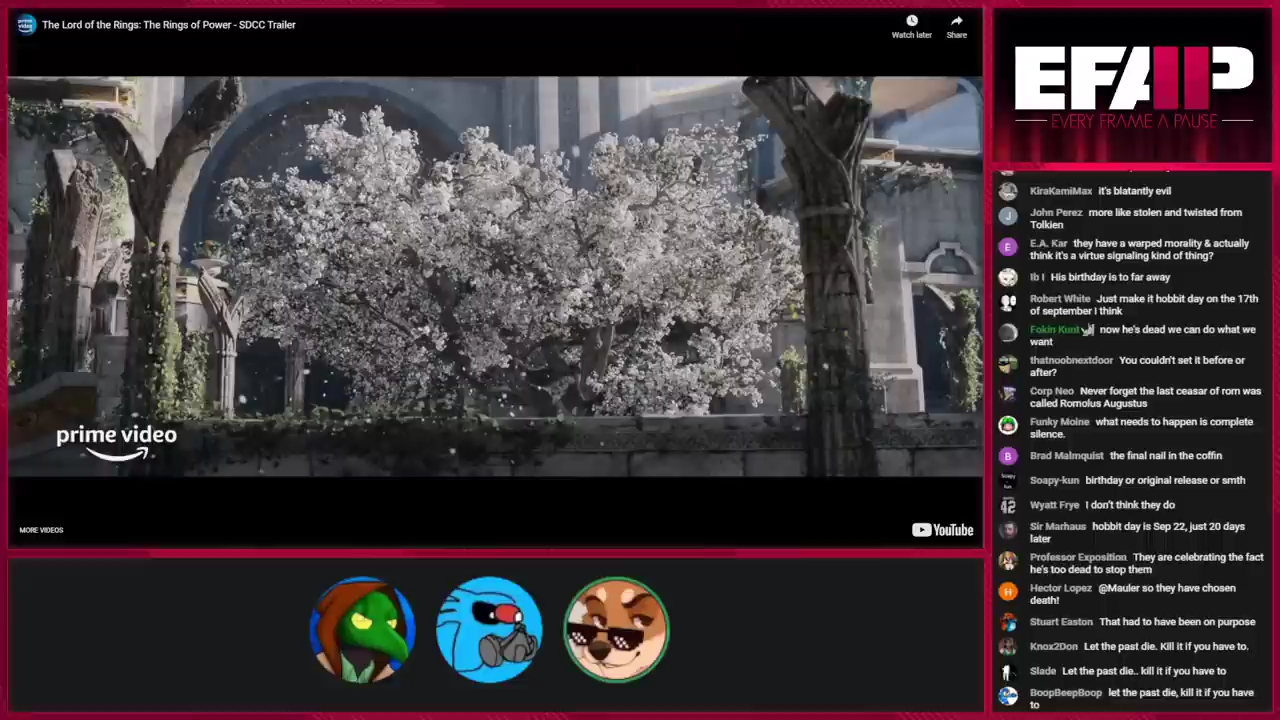 The Lord of the Rings: The Rings of Power - SDCC Trailer
Watch later
Share
prime video
prime video
MORE VIDEOS
YouTube
EFAP
EVERY FRAME A PAUSE
KiraKamiMax it's blatantly evil
John Perez more like stolen and twisted from
Tolkien
E.A. Kar they have a warped morality & actually
think it's a virtue signaling kind of thing?
Ib I His birthday is to far away
Robert White Just make it hobbit day on the 17th
of september I think
Fokin Kunt now he's dead we can do what we
want
thatnoobnextdoor You couldn't set it before or
after?
Corp Neo Never forget the last ceasar of rom was
called Romolus Augustus
Funky Moine what needs to happen is complete
silence.
B
Brad Malmquist the final nail in the coffin
Soapy-kun birthday or original release or smth
Wyatt Frye I don't think they do
Sir Marhaus hobbit day is Sep 22, just 20 days
later
Professor Exposition They are celebrating the fact
he's too dead to stop them
Hector Lopez @Mauler so they have chosen
death!
Stuart Easton That had to have been on purpose
Knox2Don Let the past die. Kill it if you have to.
Slade Let the past die.. kill it if you have to
BoopBeepBoop let the past die, kill it if you have
to